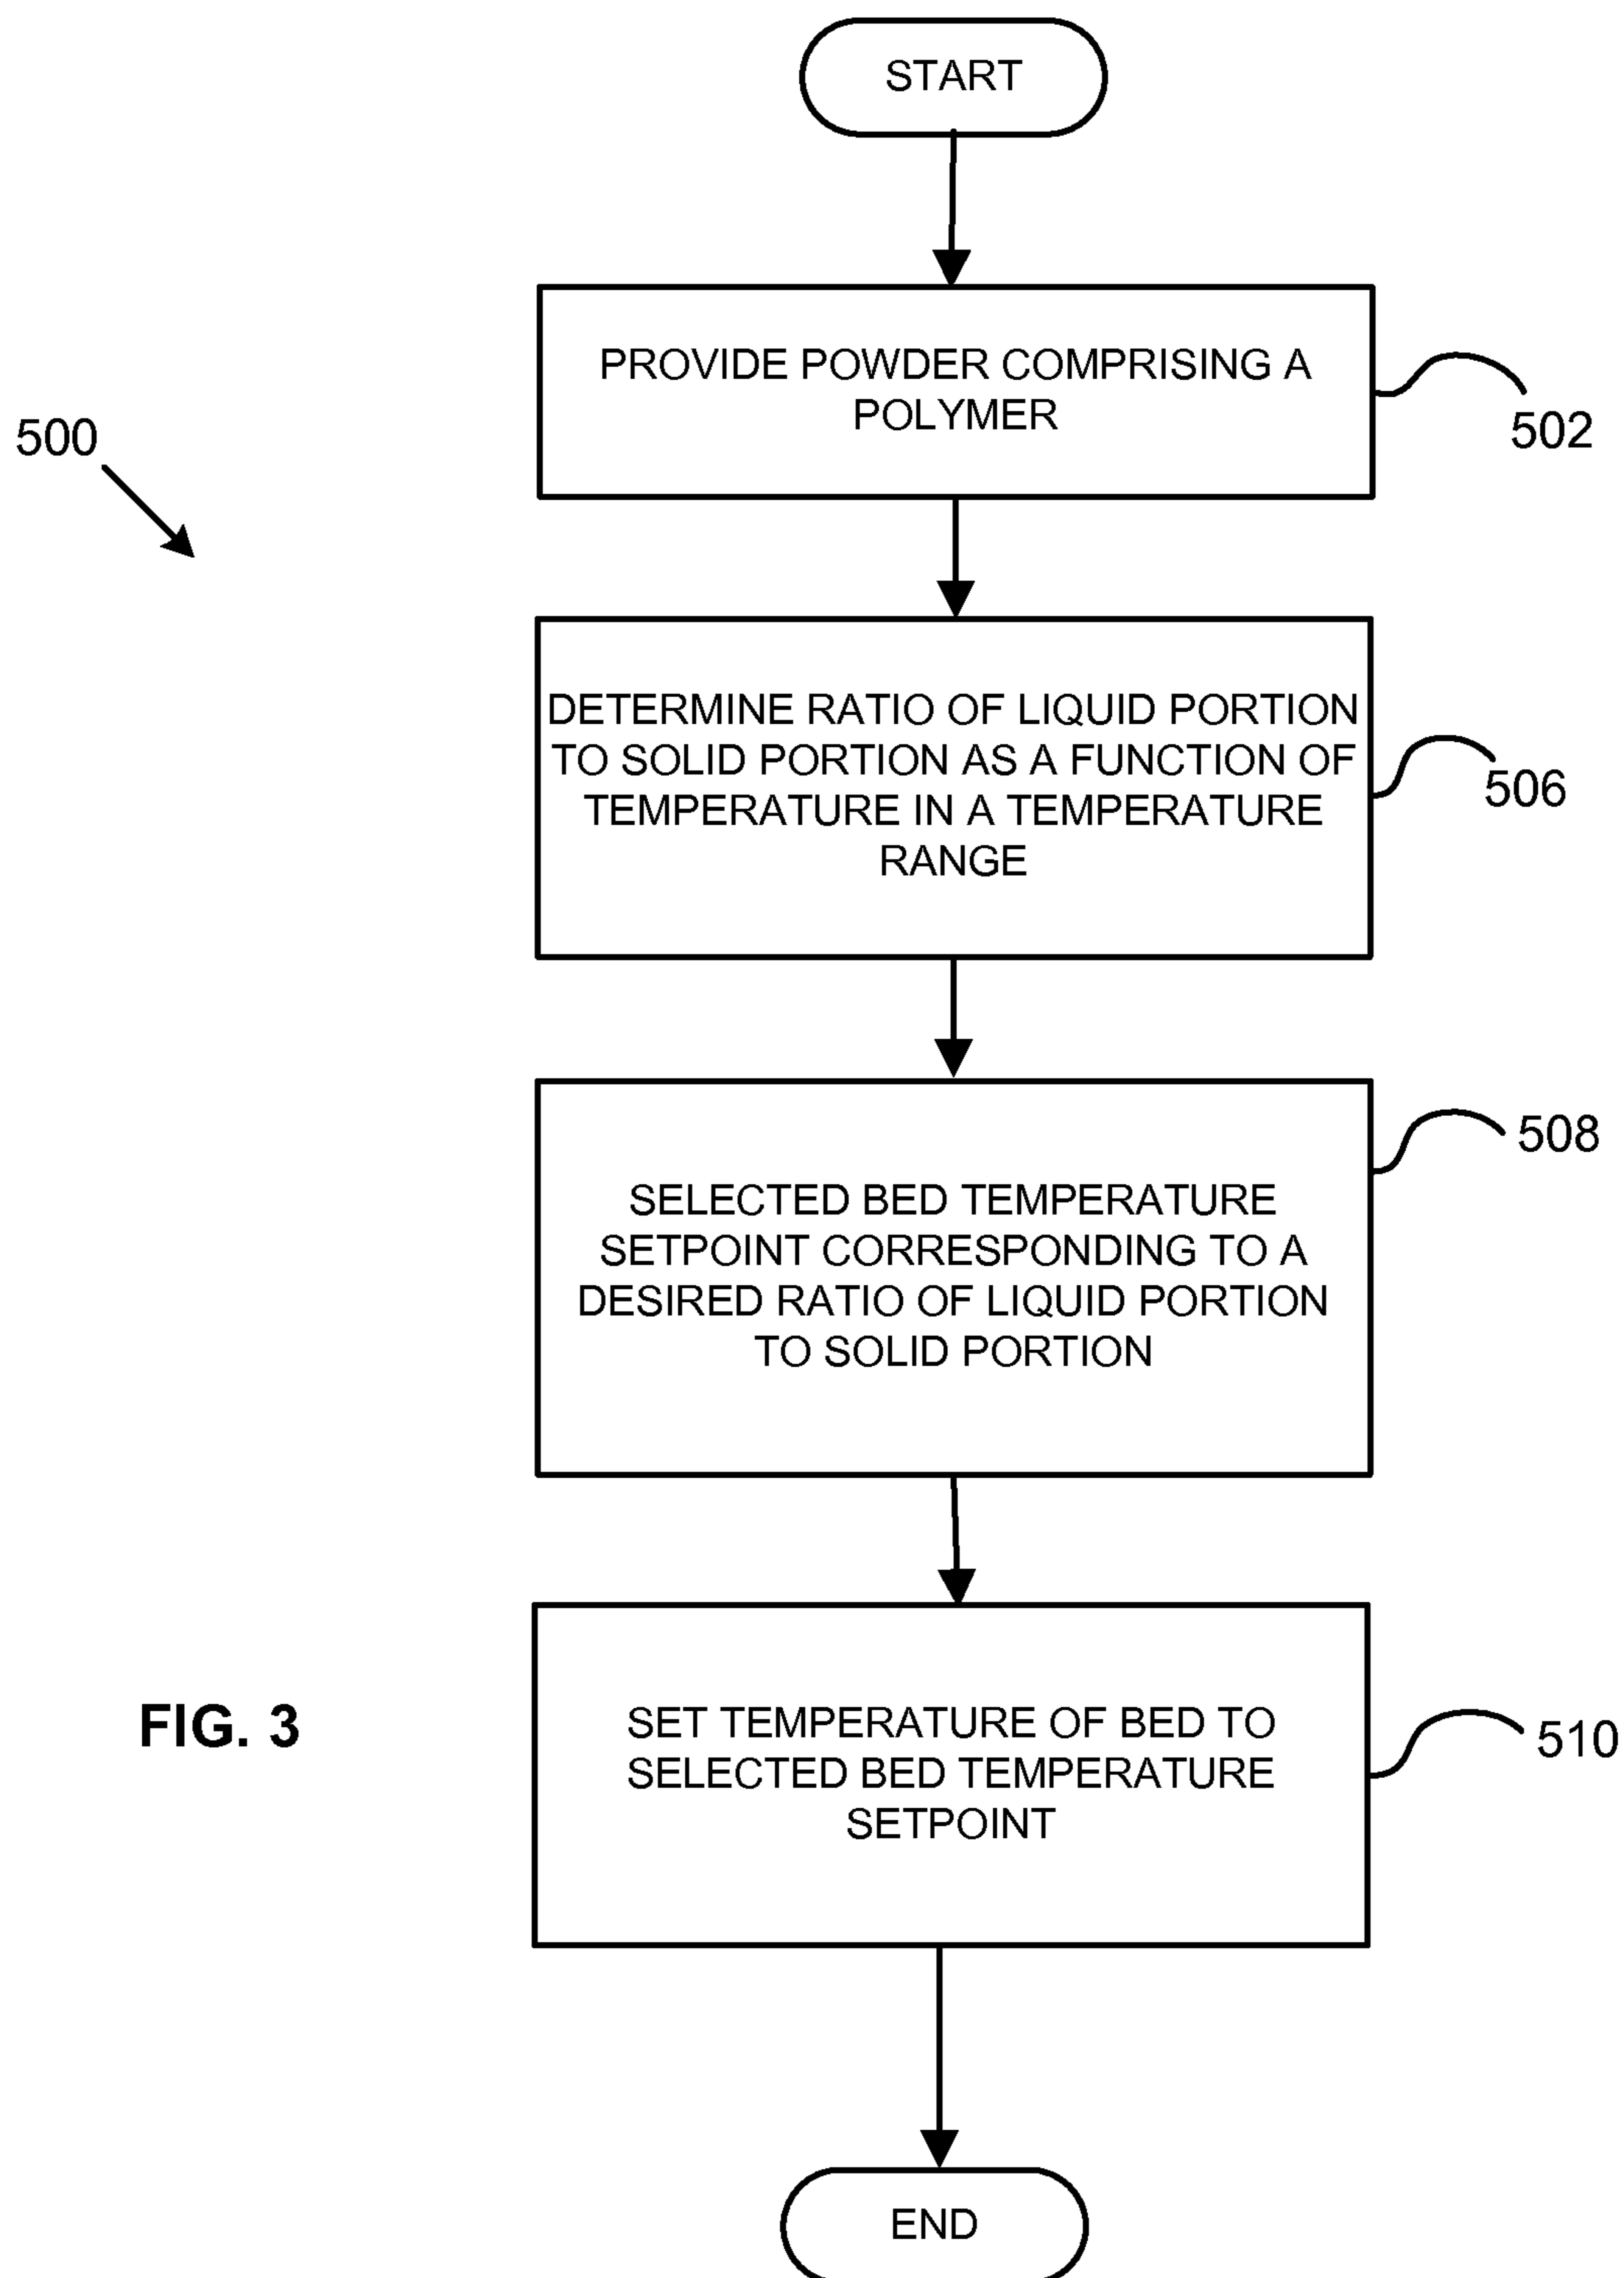 START
PROVIDE POWDER COMPRISING A
POLYMER
502
500
DETERMINE RATIO OF LIQUID PORTION
TO SOLID PORTION AS A FUNCTION OF
TEMPERATURE IN A TEMPERATURE
RANGE
506
508
SELECTED BED TEMPERATURE
SETPOINT CORRESPONDING TO A
DESIRED RATIO OF LIQUID PORTION
TO SOLID PORTION
SET TEMPERATURE OF BED TO
SELECTED BED TEMPERATURE
SETPOINT
510
FIG. 3
END